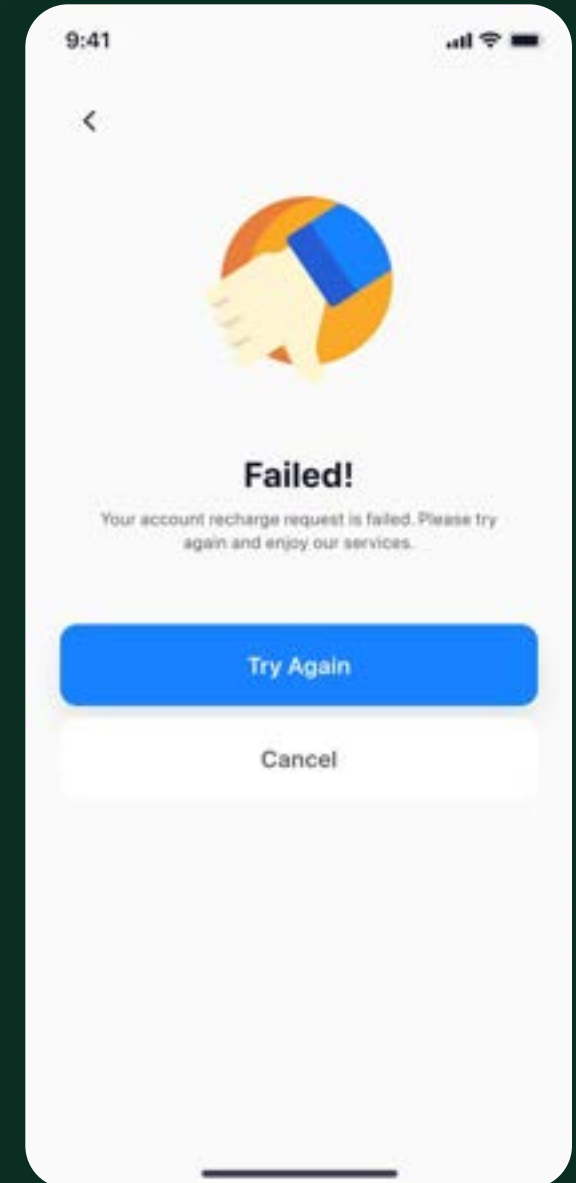 9:41
Failed!
Your account recharge request is failed. Please try
again and enjoy our services.
Try Again
Cancel